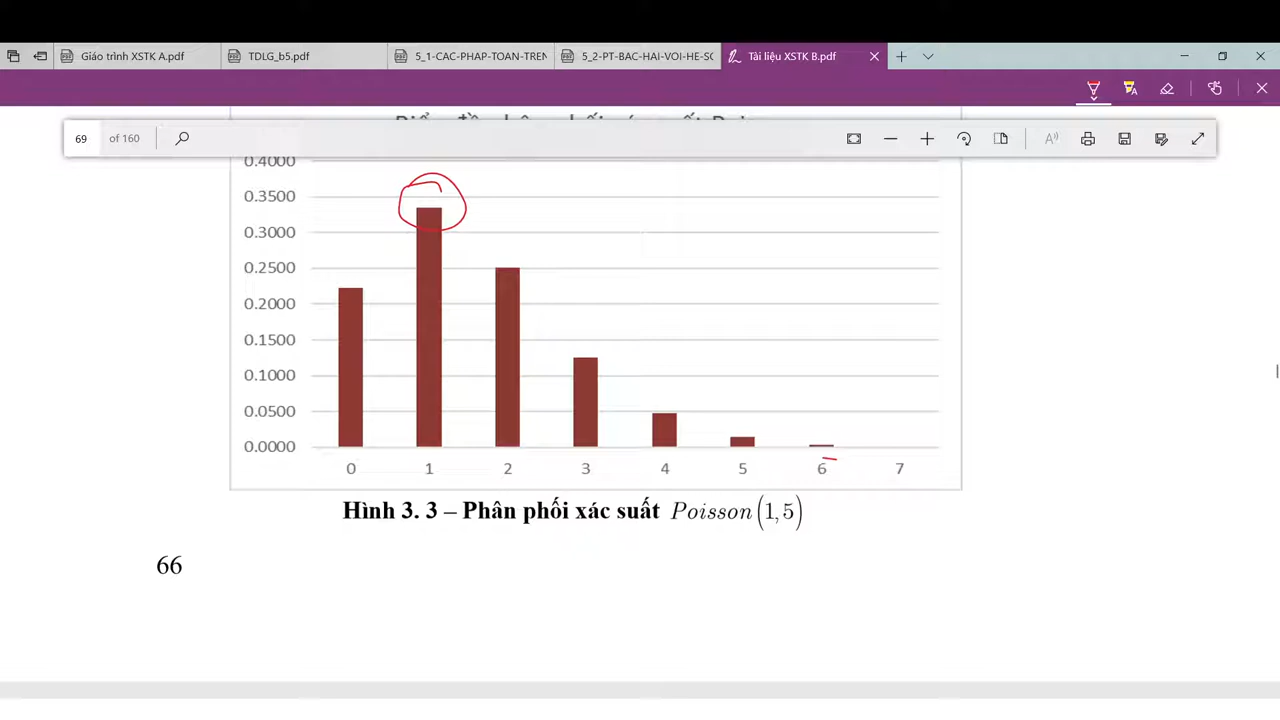 Giáo trình XSTK A.pdf
TDLG_b5.pdf
5_1-CAC-PHAP-TOAN-TREN
5_2-PT-BAC-HAI-VOI-HE-SC
Tài liệu XSTK B.pdf
69 of 160
0.4000
0.3500
0.3000
0.2500
0.2000
0.1500
0.1000
0.0500
0.0000
0 1 2 3 4 5 6 7
Hình 3. 3 – Phân phối xác suất Poisson(1,5)
66